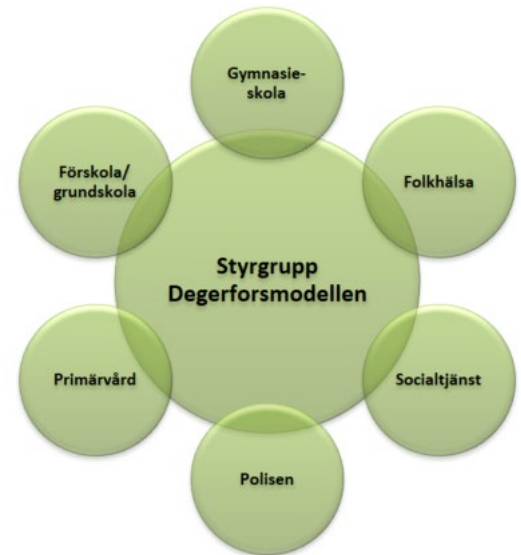 Gymnasie-
skola
Förskola/
grundskola
Folkhälsa
Styrgrupp
Degerforsmodellen
Primärvård
Socialtjänst
Polisen